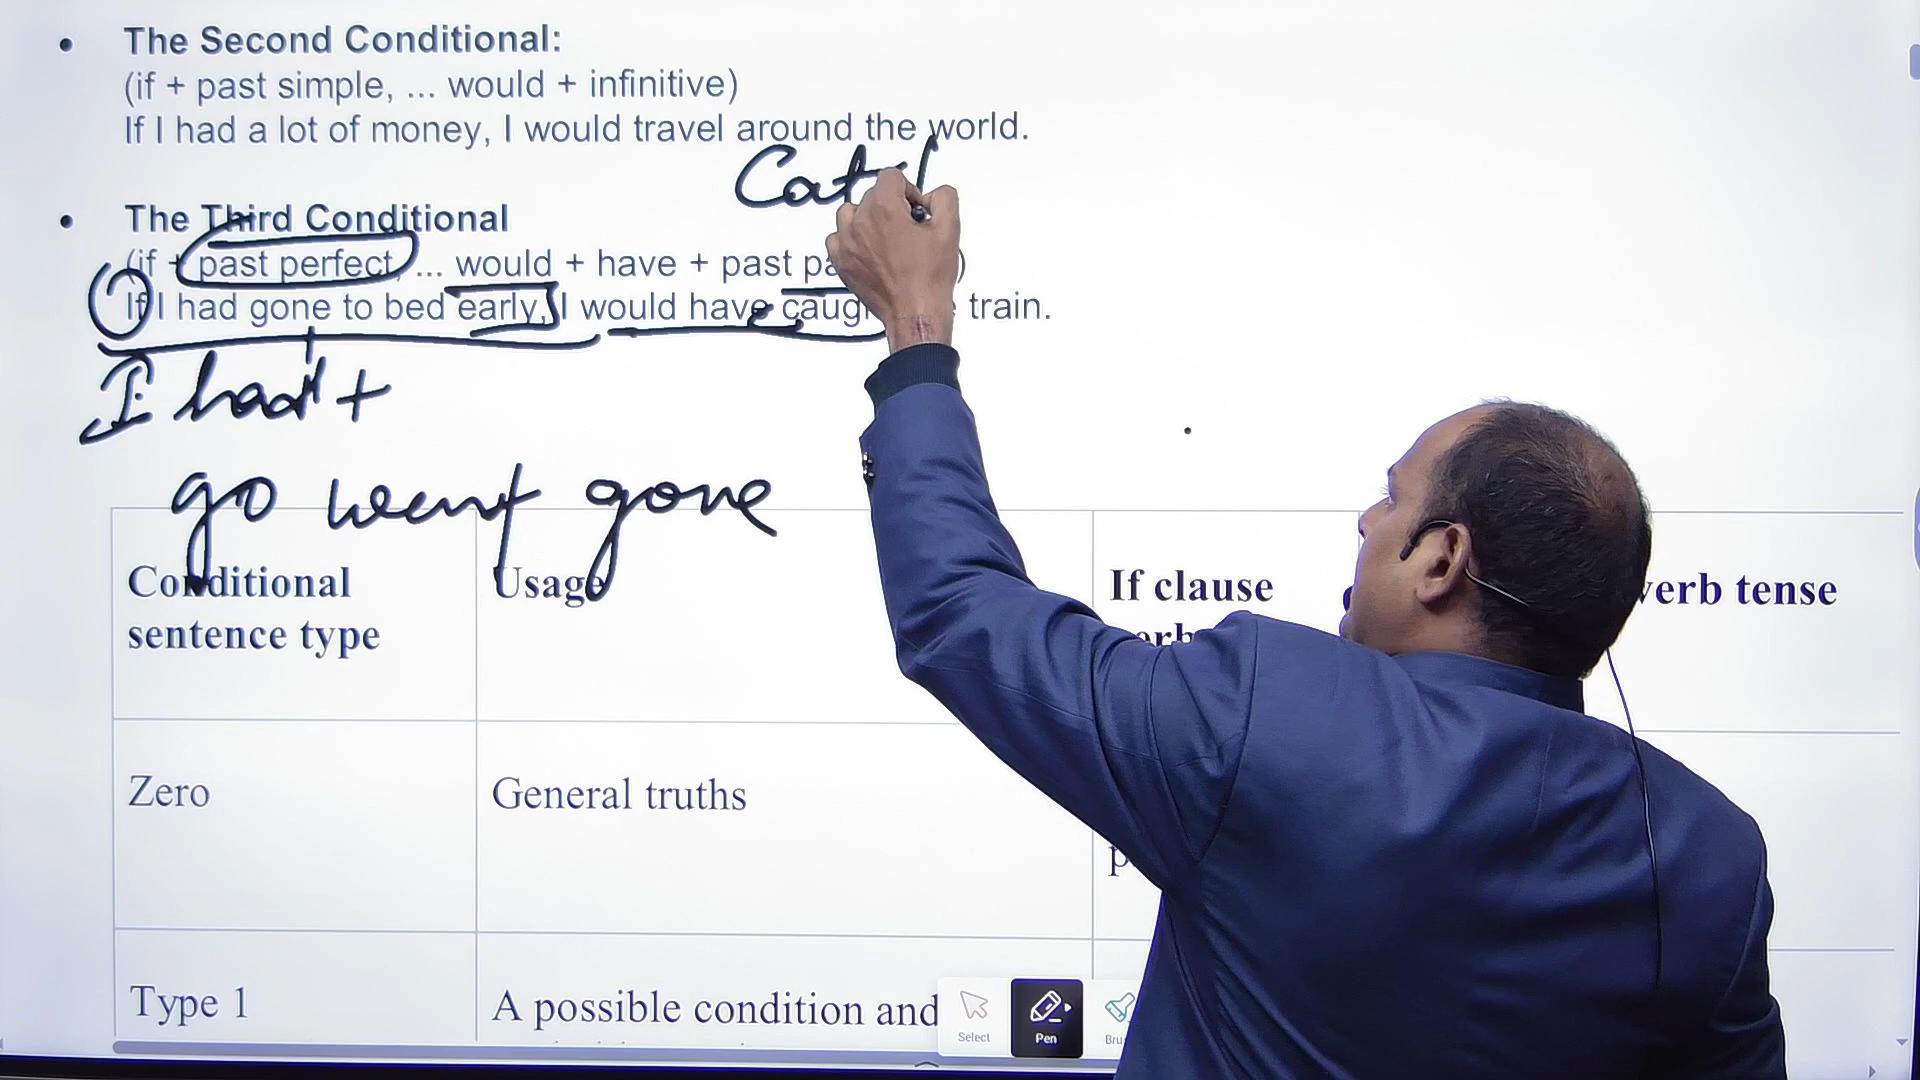 • The Second Conditional:
(if + past simple, ... would + infinitive)
If I had a lot of money, I would travel around the world.
• The Third Conditional
(if + past perfect, ... would + have + past
If I had gone to bed early, I would have train.
I had +
go went gone
Conditional sentence type
Usage
If clause
verb tense
Zero
General truths
Type 1
A possible condition and
Select
Pen